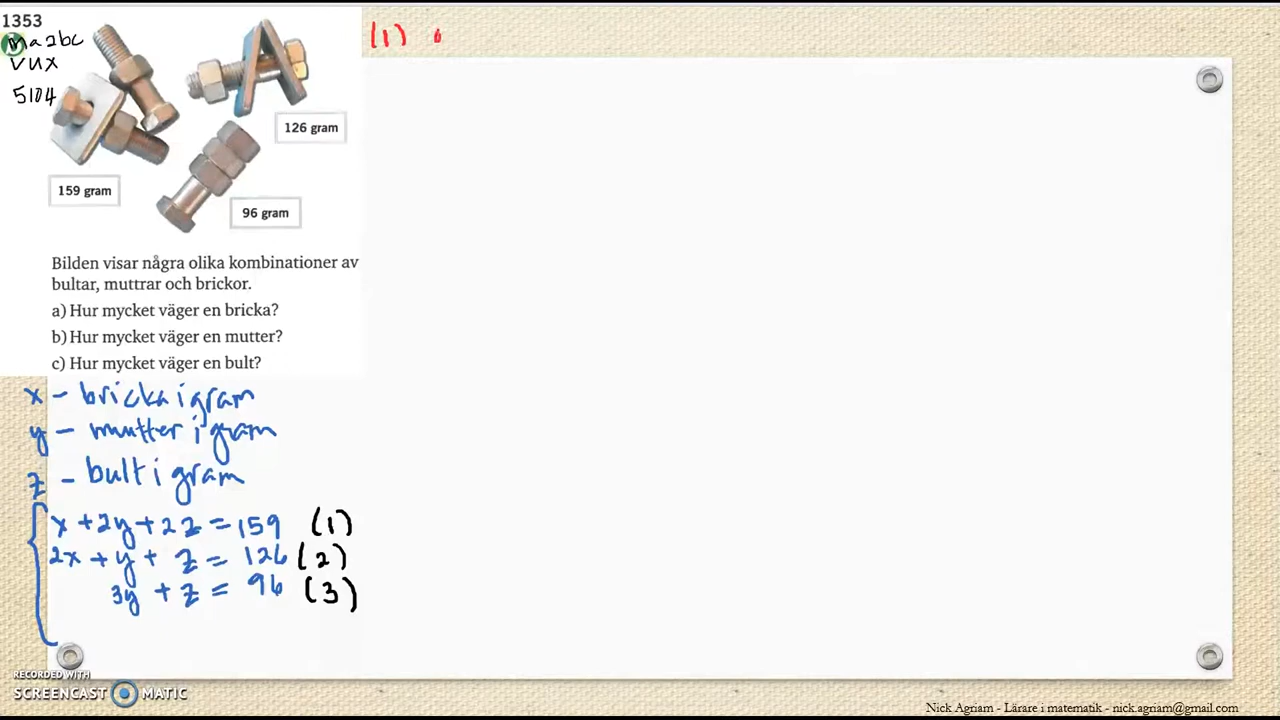 1353
ma2bc
vux
5104
126 gram
159 gram
96 gram
Bilden visar några olika kombinationer av
bultar, muttrar och brickor.
a) Hur mycket väger en bricka?
b) Hur mycket väger en mutter?
c) Hur mycket väger en bult?
x - bricka i gram
y - mutter i gram
z - bult i gram
x + 2y + 2z = 159 (1)
2x + y + z = 126 (2)
3y + z = 96 (3)
(1)
RECORDED WITH
SCREENCAST MATIC
Nick Agriam - Lärare i matematik - nick.agriam@gmail.com